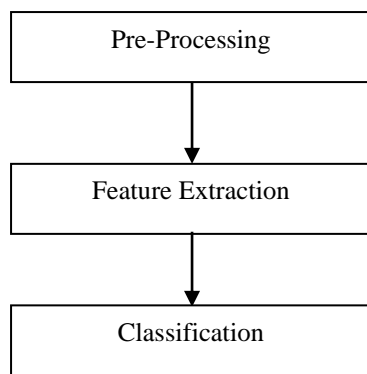 Pre-Processing
Feature Extraction
Classification